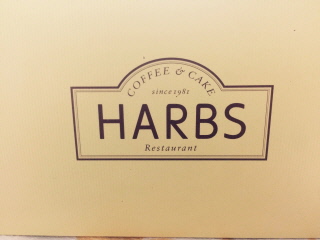 COFFEE & CAKE
since 1981
HARBS
Restaurant